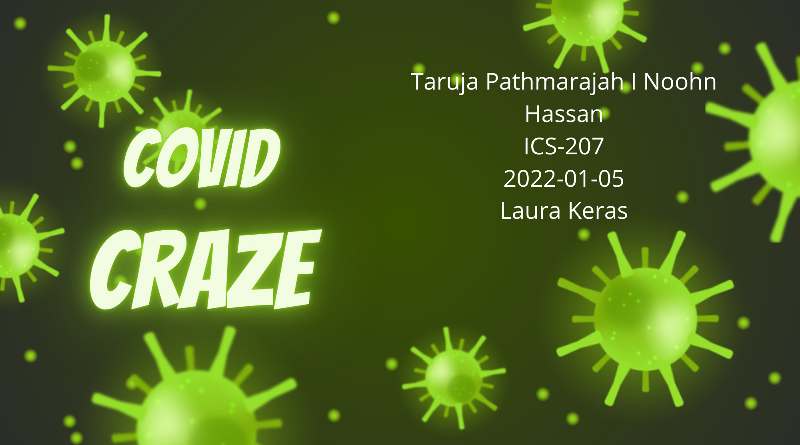 COVID
CRAZE
Taruja Pathmarajah I Noohn
Hassan
ICS-207
2022-01-05
Laura Keras